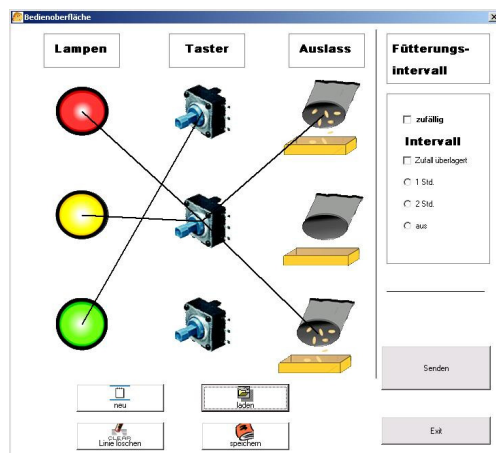 Bedienoberfläche
Lampen
Taster
Auslass
Fütterungs-
intervall
zufällig
Intervall
Zufall überlagert
1 Std.
2 Std.
aus
Senden
neu
laden
CLEAR
Linie löschen
speichern
Exit